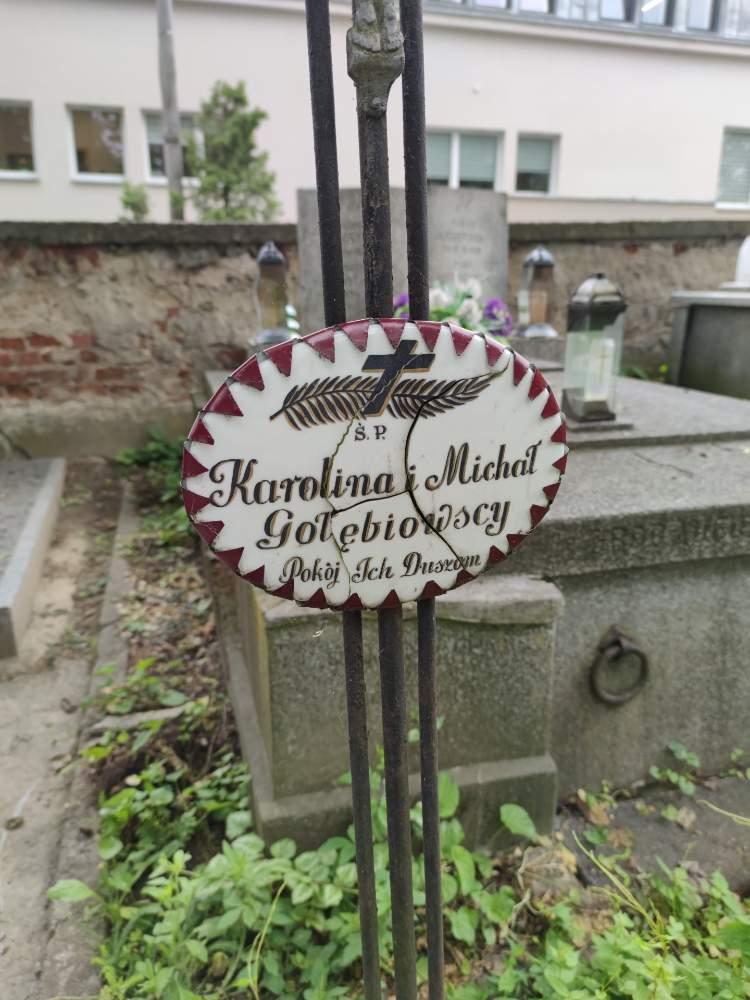 Ś. P.
Karolina i Michał
Gołębiowscy
Pokój Ich Duszom